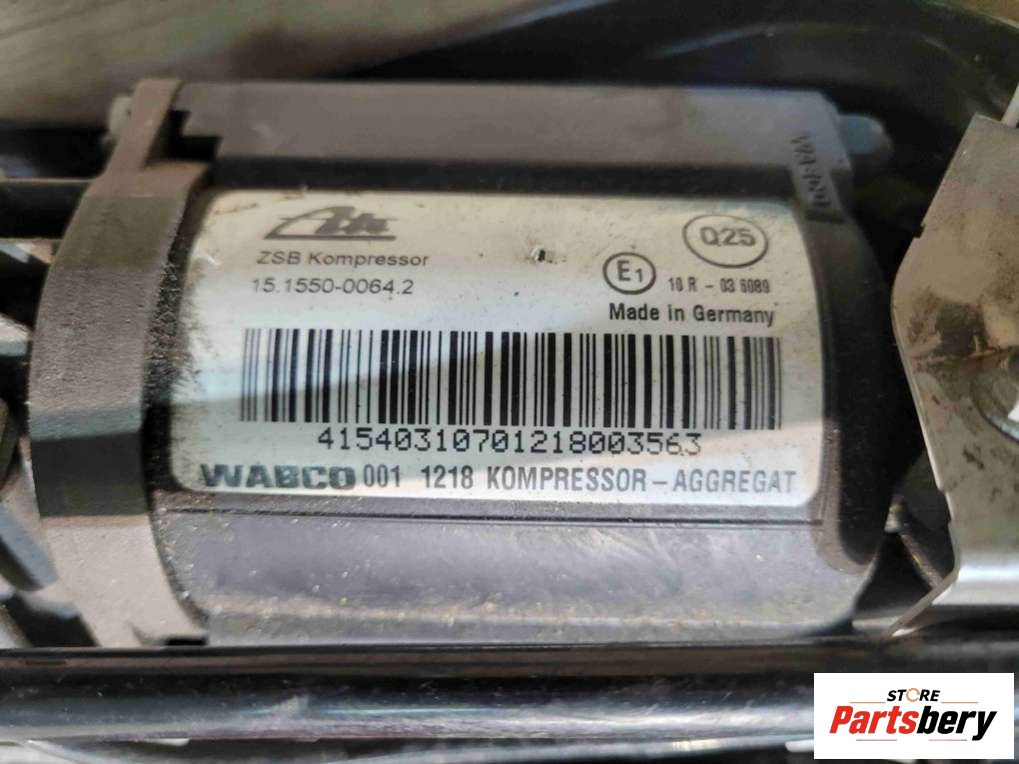 Ate
Q25
ZSB Kompressor
15.1550-0064.2
E1
10 R - 03 6089
Made in Germany
41540310701218003563
WABCO 001 1218 KOMPRESSOR - AGGREGAT
STORE
Partsbery